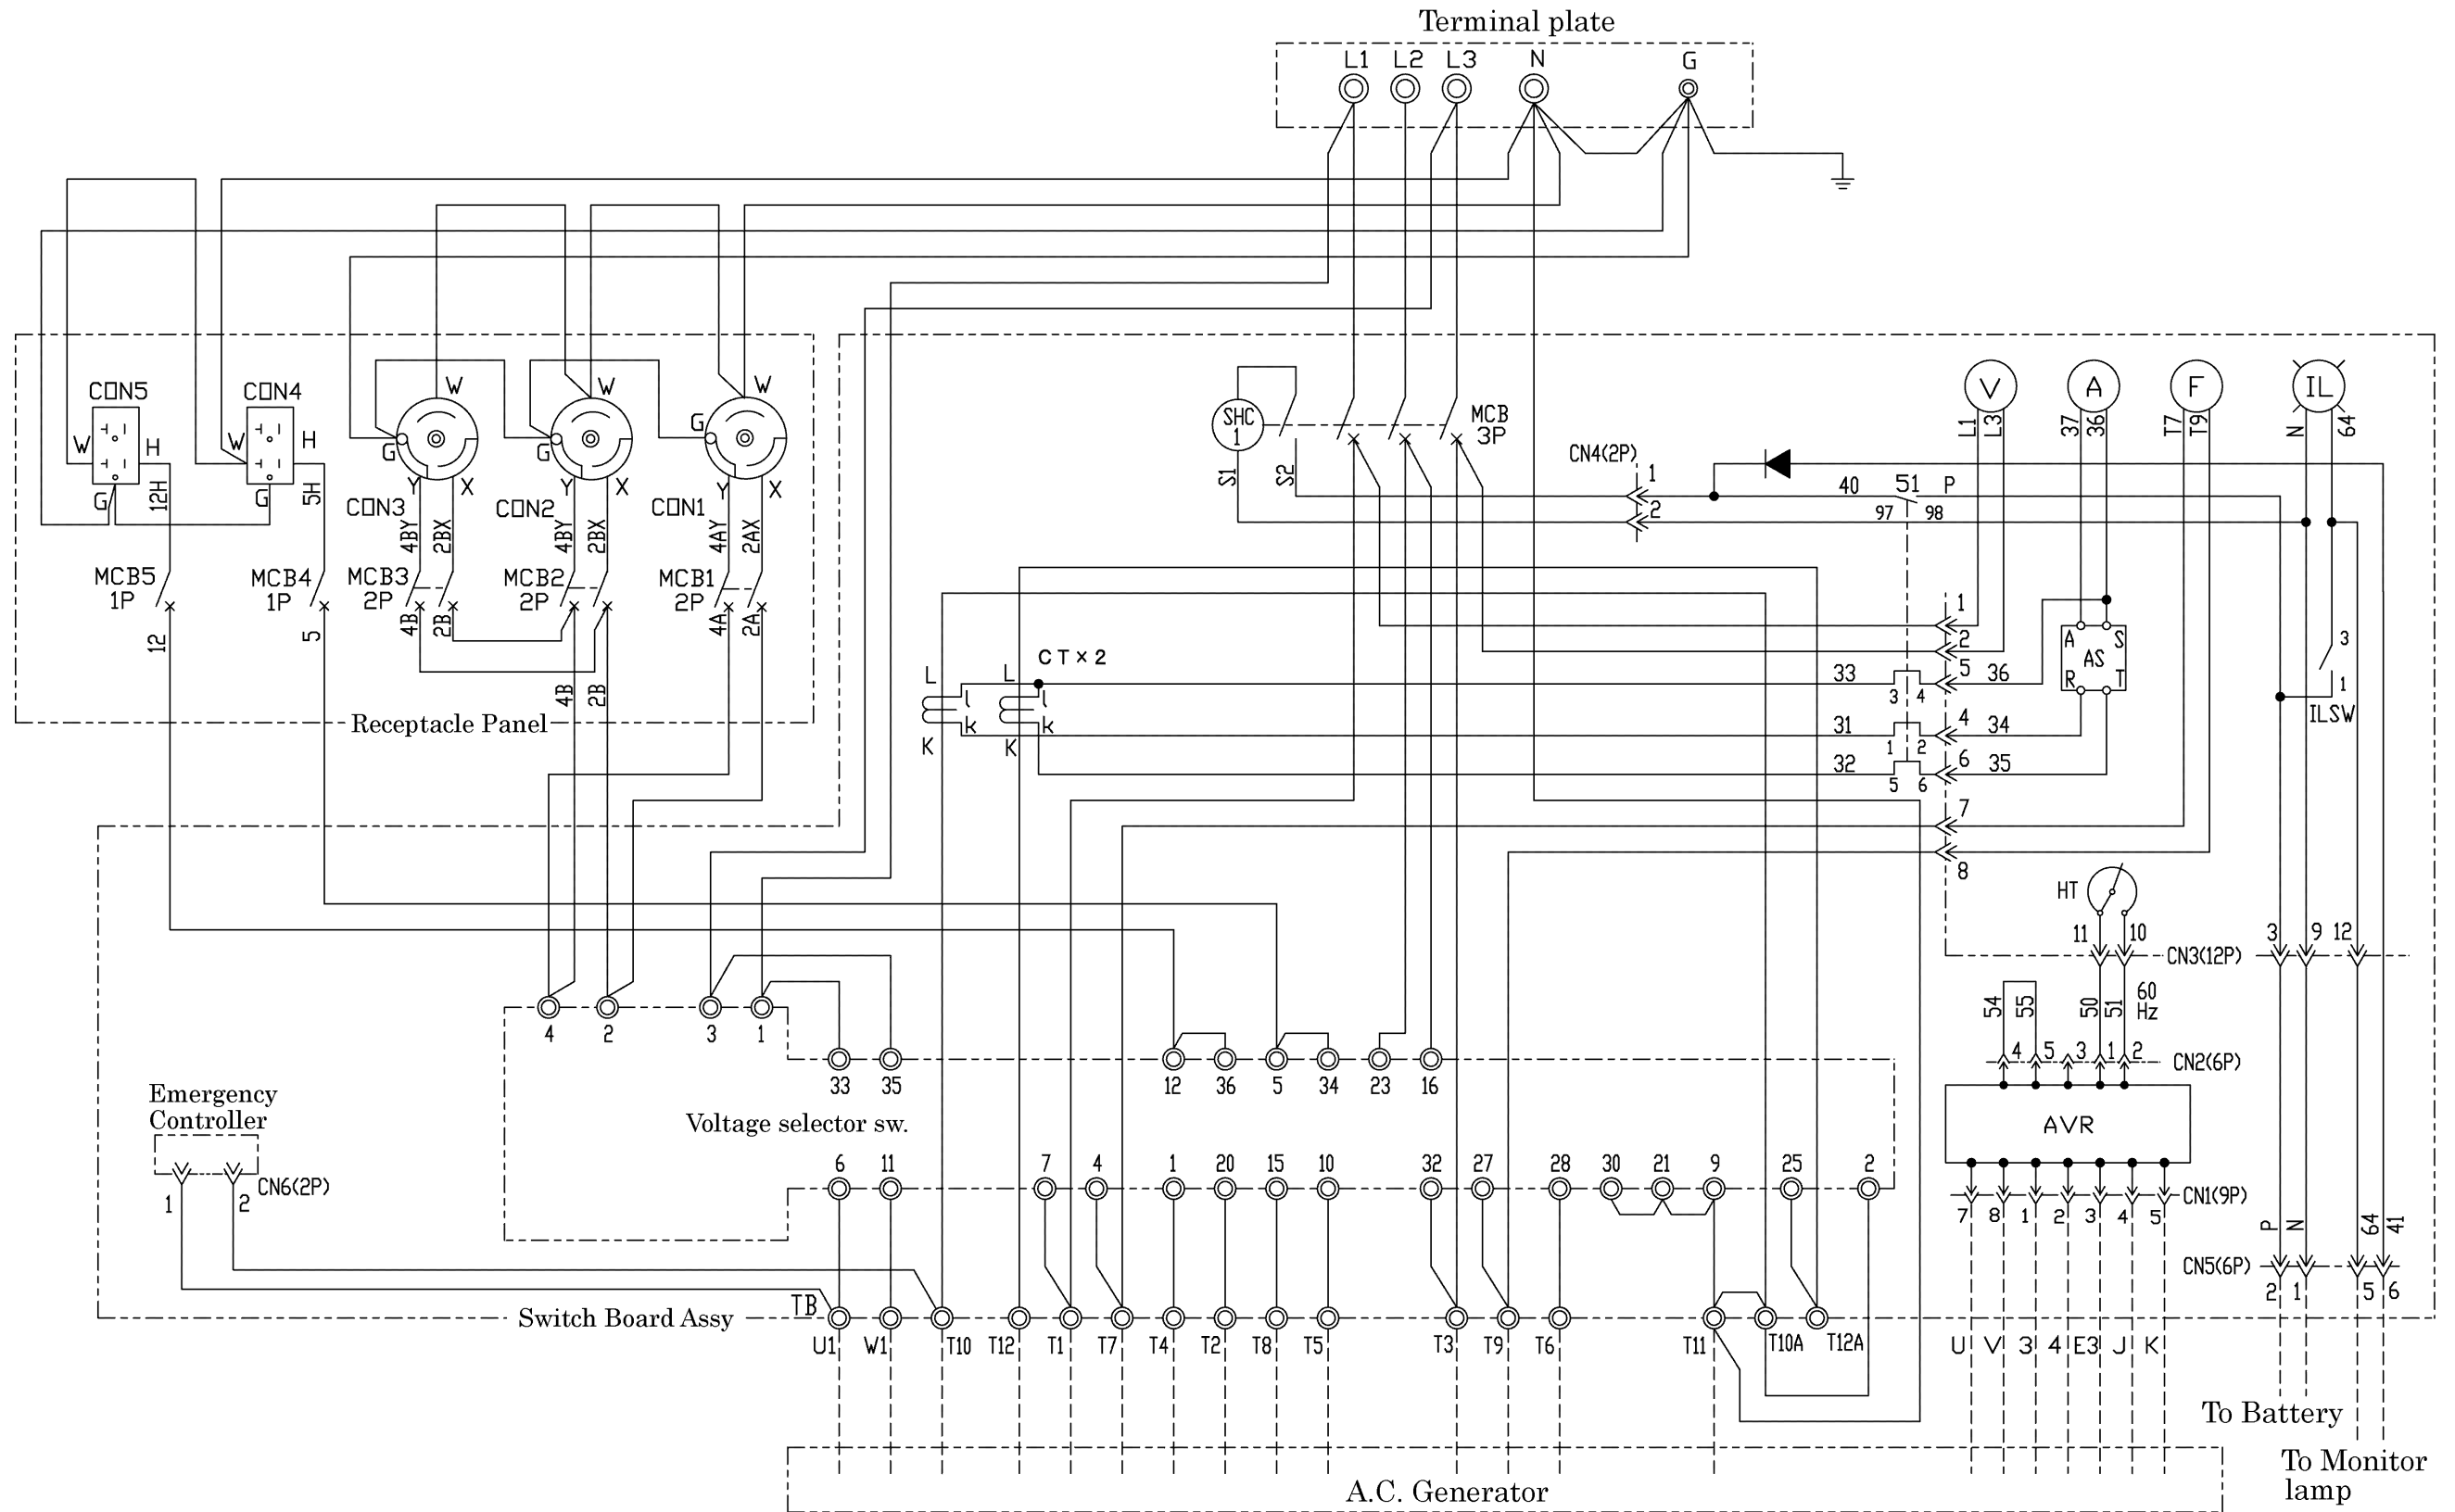 Terminal plate
L1 L2 L3 N G
CON5 CON4
W H W H
G G
12H 5H
W W W
G G G
Y X Y X Y X
CON3 CON2 CON1
4BY 2BX 4BY 2BX 4AY 2AX
MCB5
1P
MCB4
1P
MCB3
2P
MCB2
2P
MCB1
2P
12 5 4B 2B 4A 2A
4B 2B
Receptacle Panel
SHC
1
S1 S2
MCB
3P
CN4(2P)
1
2
40 51 P
97 98
V A F IL
L1 L3 37 36 T7 T9 N 64
A S
AS
R T
3
1
ILSW
CT×2
L L
l l
k k
K K
33 3 4 5 36
31 1 2 4 34
32 5 6 6 35
1
2
7
8
HT
11 10
CN3(12P)
3 9 12
54 55 50 51 60
Hz
4 5 3 1 2
CN2(6P)
AVR
CN1(9P)
7 8 1 2 3 4 5
P N 64 41
CN5(6P)
2 1 5 6
4 2 3 1
33 35 12 36 5 34 23 16
Voltage selector sw.
6 11 7 4 1 20 15 10 32 27 28 30 21 9 25 2
Emergency
Controller
1 2
CN6(2P)
TB
Switch Board Assy
U1 W1 T10 T12 T1 T7 T4 T2 T8 T5 T3 T9 T6 T11 T10A T12A
U V 3 4 E3 J K
To Battery
To Monitor
lamp
A.C. Generator